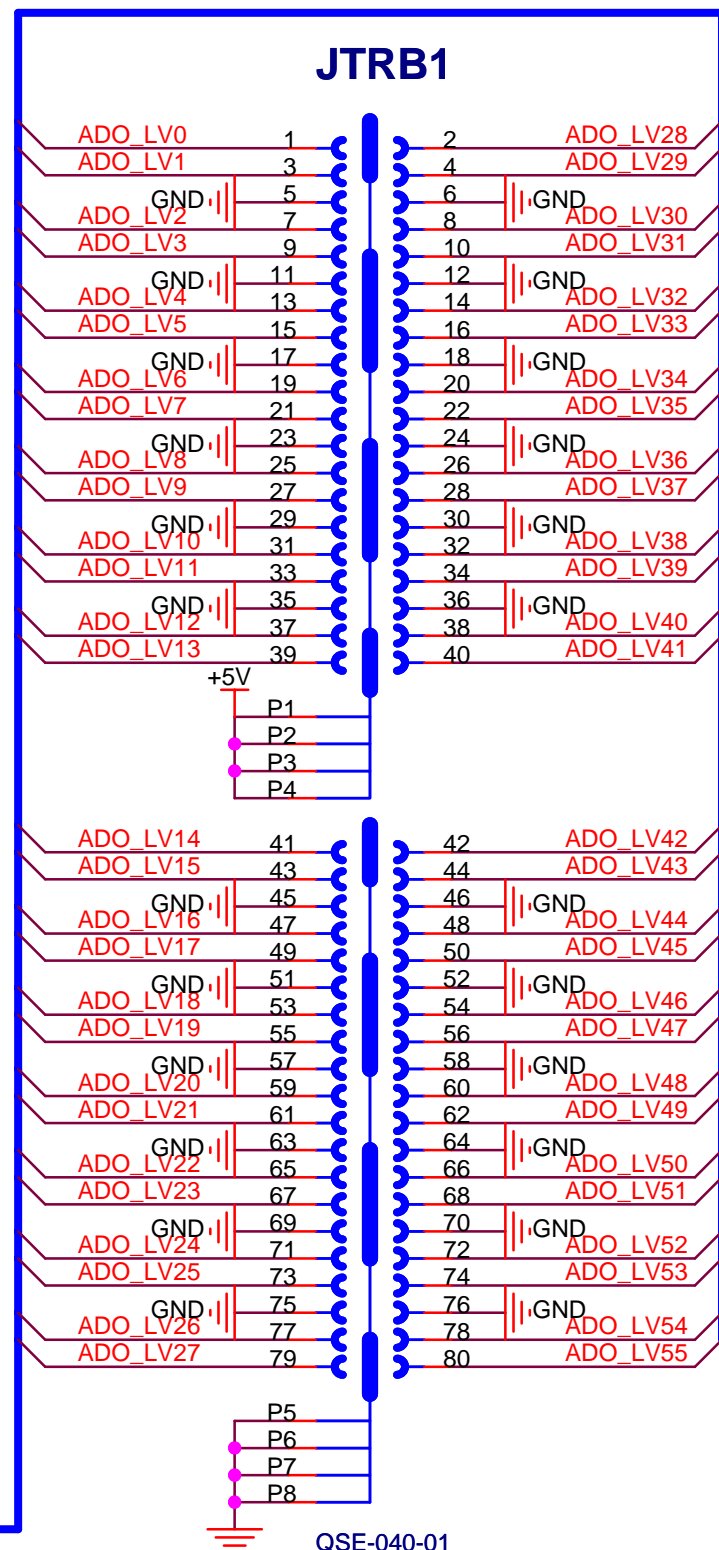 JTRB1
ADO_LV0 1 2 ADO_LV28
ADO_LV1 3 4 ADO_LV29
GND 5 6 GND
ADO_LV2 7 8 ADO_LV30
ADO_LV3 9 10 ADO_LV31
GND 11 12 GND
ADO_LV4 13 14 ADO_LV32
ADO_LV5 15 16 ADO_LV33
GND 17 18 GND
ADO_LV6 19 20 ADO_LV34
ADO_LV7 21 22 ADO_LV35
GND 23 24 GND
ADO_LV8 25 26 ADO_LV36
ADO_LV9 27 28 ADO_LV37
GND 29 30 GND
ADO_LV10 31 32 ADO_LV38
ADO_LV11 33 34 ADO_LV39
GND 35 36 GND
ADO_LV12 37 38 ADO_LV40
ADO_LV13 39 40 ADO_LV41
+5V
P1
P2
P3
P4
ADO_LV14 41 42 ADO_LV42
ADO_LV15 43 44 ADO_LV43
GND 45 46 GND
ADO_LV16 47 48 ADO_LV44
ADO_LV17 49 50 ADO_LV45
GND 51 52 GND
ADO_LV18 53 54 ADO_LV46
ADO_LV19 55 56 ADO_LV47
GND 57 58 GND
ADO_LV20 59 60 ADO_LV48
ADO_LV21 61 62 ADO_LV49
GND 63 64 GND
ADO_LV22 65 66 ADO_LV50
ADO_LV23 67 68 ADO_LV51
GND 69 70 GND
ADO_LV24 71 72 ADO_LV52
ADO_LV25 73 74 ADO_LV53
GND 75 76 GND
ADO_LV26 77 78 ADO_LV54
ADO_LV27 79 80 ADO_LV55
P5
P6
P7
P8
QSE-040-01